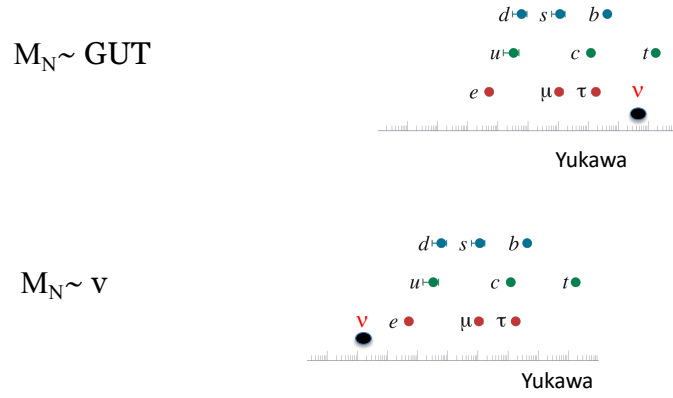 d s b
M_N ~ GUT
u c t
e μ τ ν
Yukawa
d s b
M_N ~ v
u c t
ν e μ τ
Yukawa